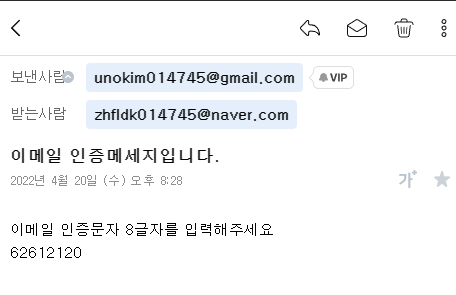 보낸사람 unokim014745@gmail.com VIP
받는사람 zhfldk014745@naver.com
이메일 인증메세지입니다.
2022년 4월 20일 (수) 오후 8:28 가
이메일 인증문자 8글자를 입력해주세요
62612120